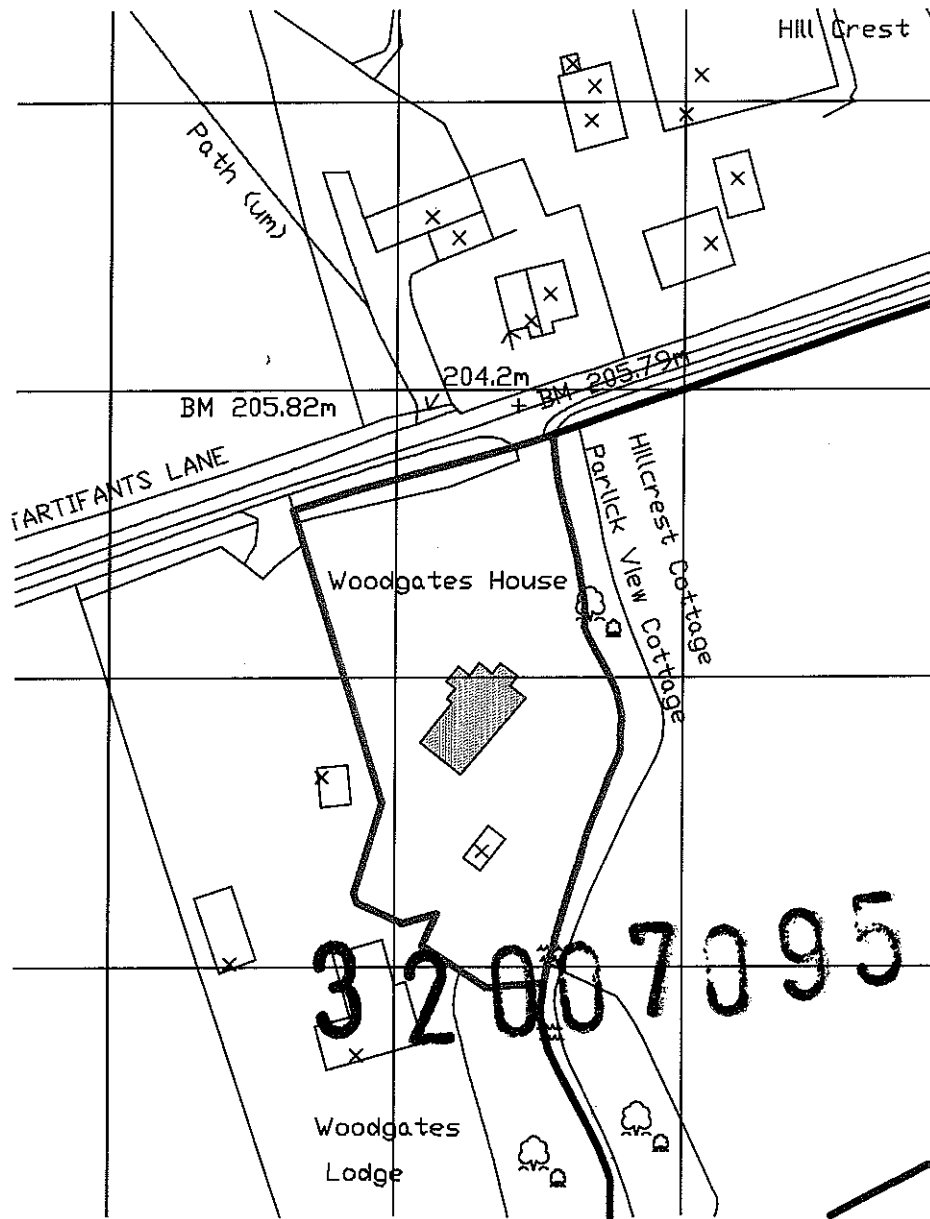 Hill Crest
Path (um)
204.2m
BM 205.79m
BM 205.82m
TARTIFANTS LANE
Hillcrest Cottage
Parlick View Cottage
Woodgates House
32007095
Woodgates
Lodge